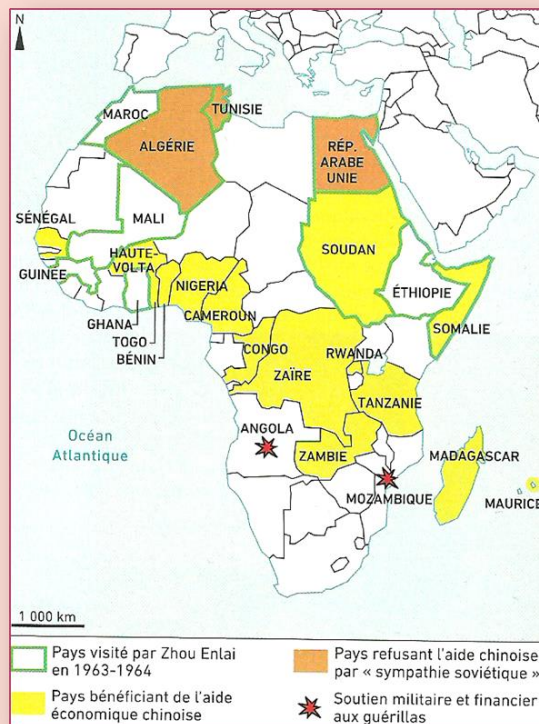 N
MAROC
TUNISIE
ALGÉRIE
RÉP.
ARABE
UNIE
SÉNÉGAL
MALI
GUINÉE
HAUTE-
VOLTA
SOUDAN
NIGERIA
ÉTHIOPIE
GHANA
CAMEROUN
TOGO
BÉNIN
SOMALIE
CONGO
RWANDA
ZAÏRE
TANZANIE
Océan
Atlantique
ANGOLA
ZAMBIE
MADAGASCAR
MOZAMBIQUE
MAURICE
1 000 km
Pays visité par Zhou Enlai
en 1963-1964
Pays bénéficiant de l'aide
économique chinoise
Pays refusant l'aide chinoise
par « sympathie soviétique »
Soutien militaire et financier
aux guérillas